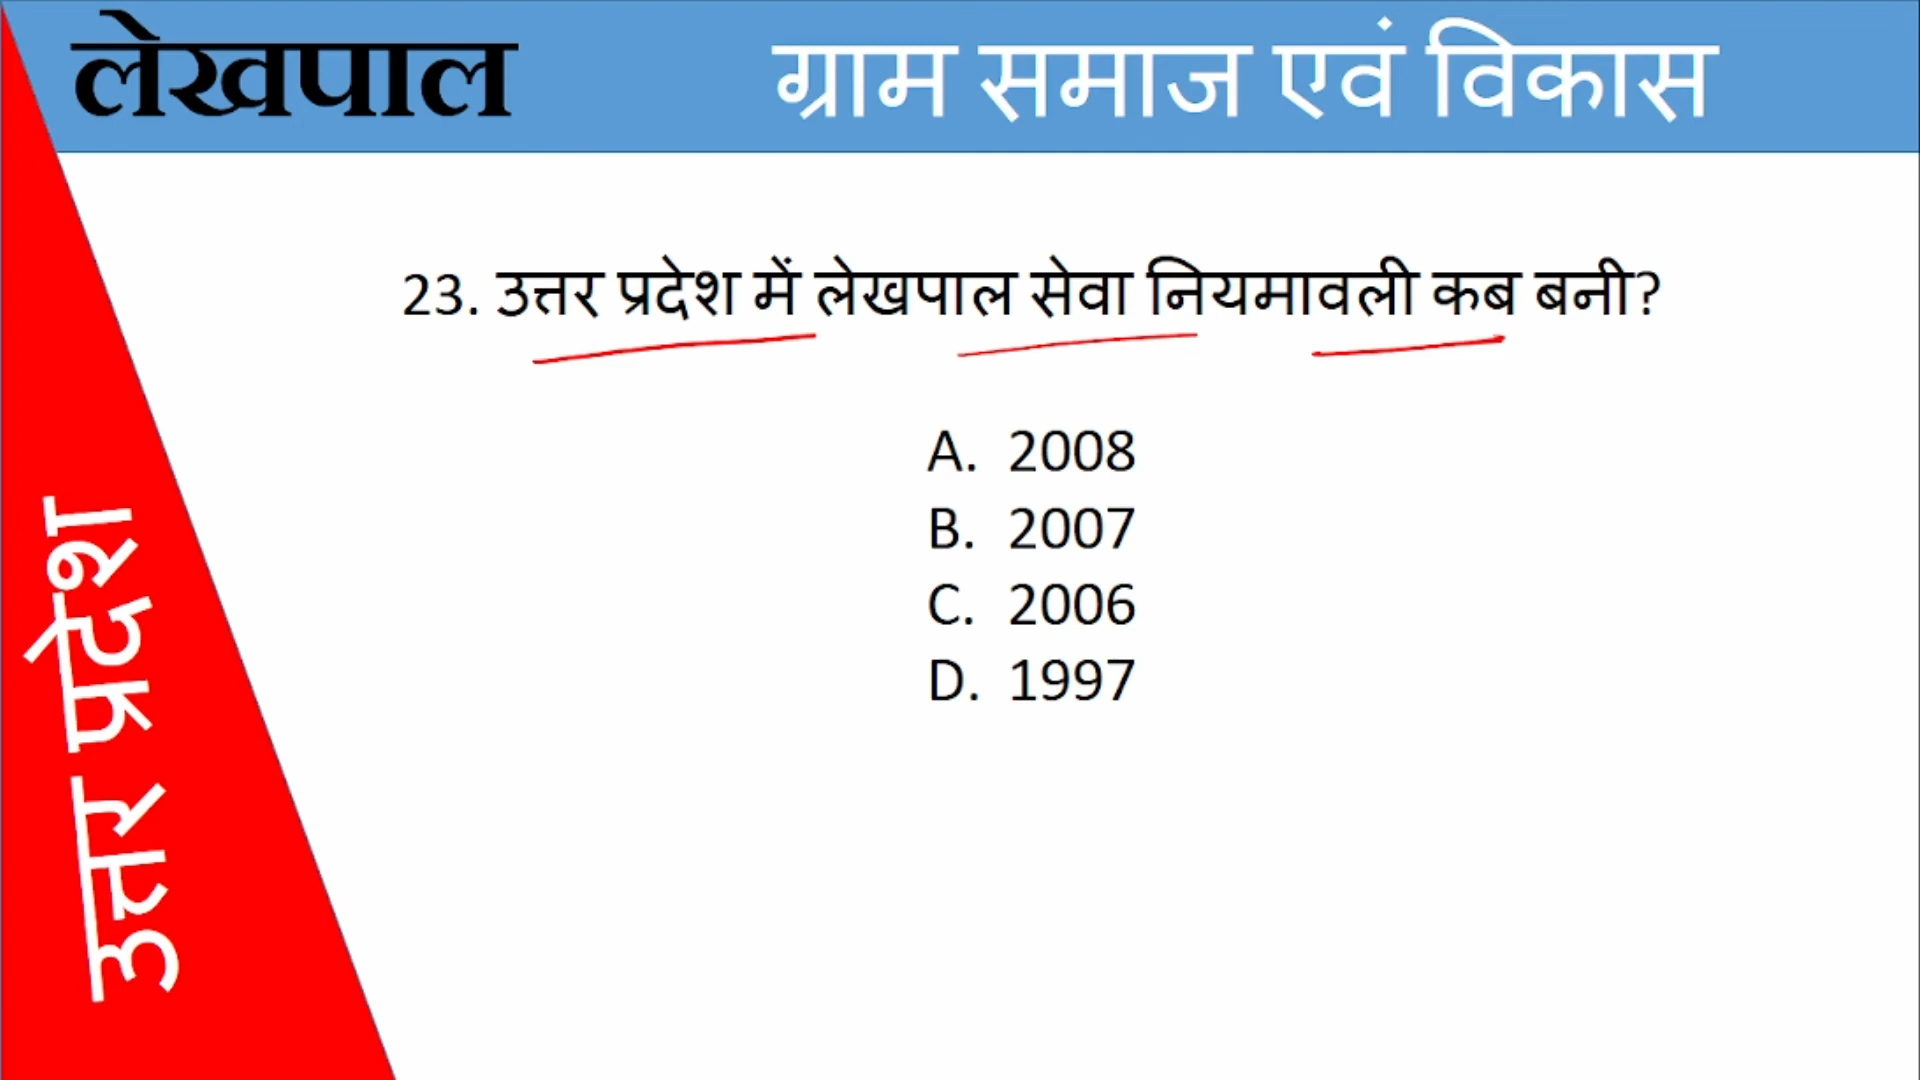 लेखपाल
ग्राम समाज एवं विकास
23. उत्तर प्रदेश में लेखपाल सेवा नियमावली कब बनी?
A. 2008
B. 2007
C. 2006
D. 1997
उत्तर प्रदेश